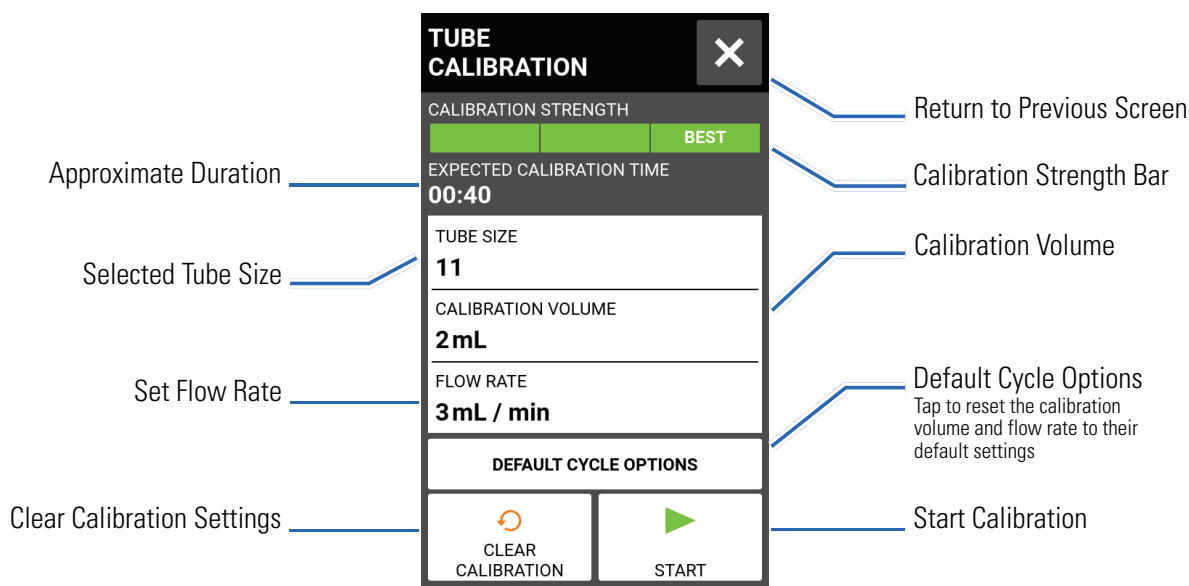 TUBE
CALIBRATION
CALIBRATION STRENGTH
BEST
EXPECTED CALIBRATION TIME
00:40
TUBE SIZE
11
CALIBRATION VOLUME
2 mL
FLOW RATE
3 mL / min
DEFAULT CYCLE OPTIONS
CLEAR
CALIBRATION
START
Approximate Duration
Selected Tube Size
Set Flow Rate
Clear Calibration Settings
Return to Previous Screen
Calibration Strength Bar
Calibration Volume
Default Cycle Options
Tap to reset the calibration
volume and flow rate to their
default settings
Start Calibration